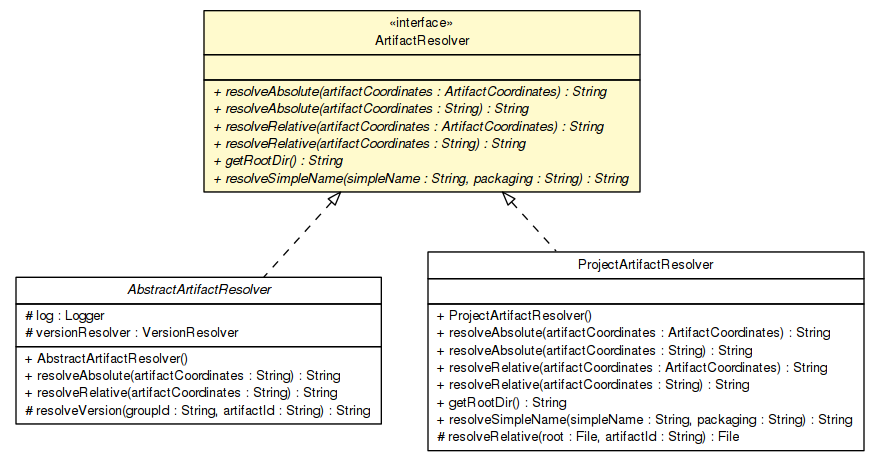 «interface»
ArtifactResolver
+ resolveAbsolute(artifactCoordinates : ArtifactCoordinates) : String
+ resolveAbsolute(artifactCoordinates : String) : String
+ resolveRelative(artifactCoordinates : ArtifactCoordinates) : String
+ resolveRelative(artifactCoordinates : String) : String
+ getRootDir() : String
+ resolveSimpleName(simpleName : String, packaging : String) : String
AbstractArtifactResolver
# log : Logger
# versionResolver : VersionResolver
+ AbstractArtifactResolver()
+ resolveAbsolute(artifactCoordinates : String) : String
+ resolveRelative(artifactCoordinates : String) : String
# resolveVersion(groupId : String, artifactId : String) : String
ProjectArtifactResolver
+ ProjectArtifactResolver()
+ resolveAbsolute(artifactCoordinates : ArtifactCoordinates) : String
+ resolveAbsolute(artifactCoordinates : String) : String
+ resolveRelative(artifactCoordinates : ArtifactCoordinates) : String
+ resolveRelative(artifactCoordinates : String) : String
+ getRootDir() : String
+ resolveSimpleName(simpleName : String, packaging : String) : String
# resolveRelative(root : File, artifactId : String) : File